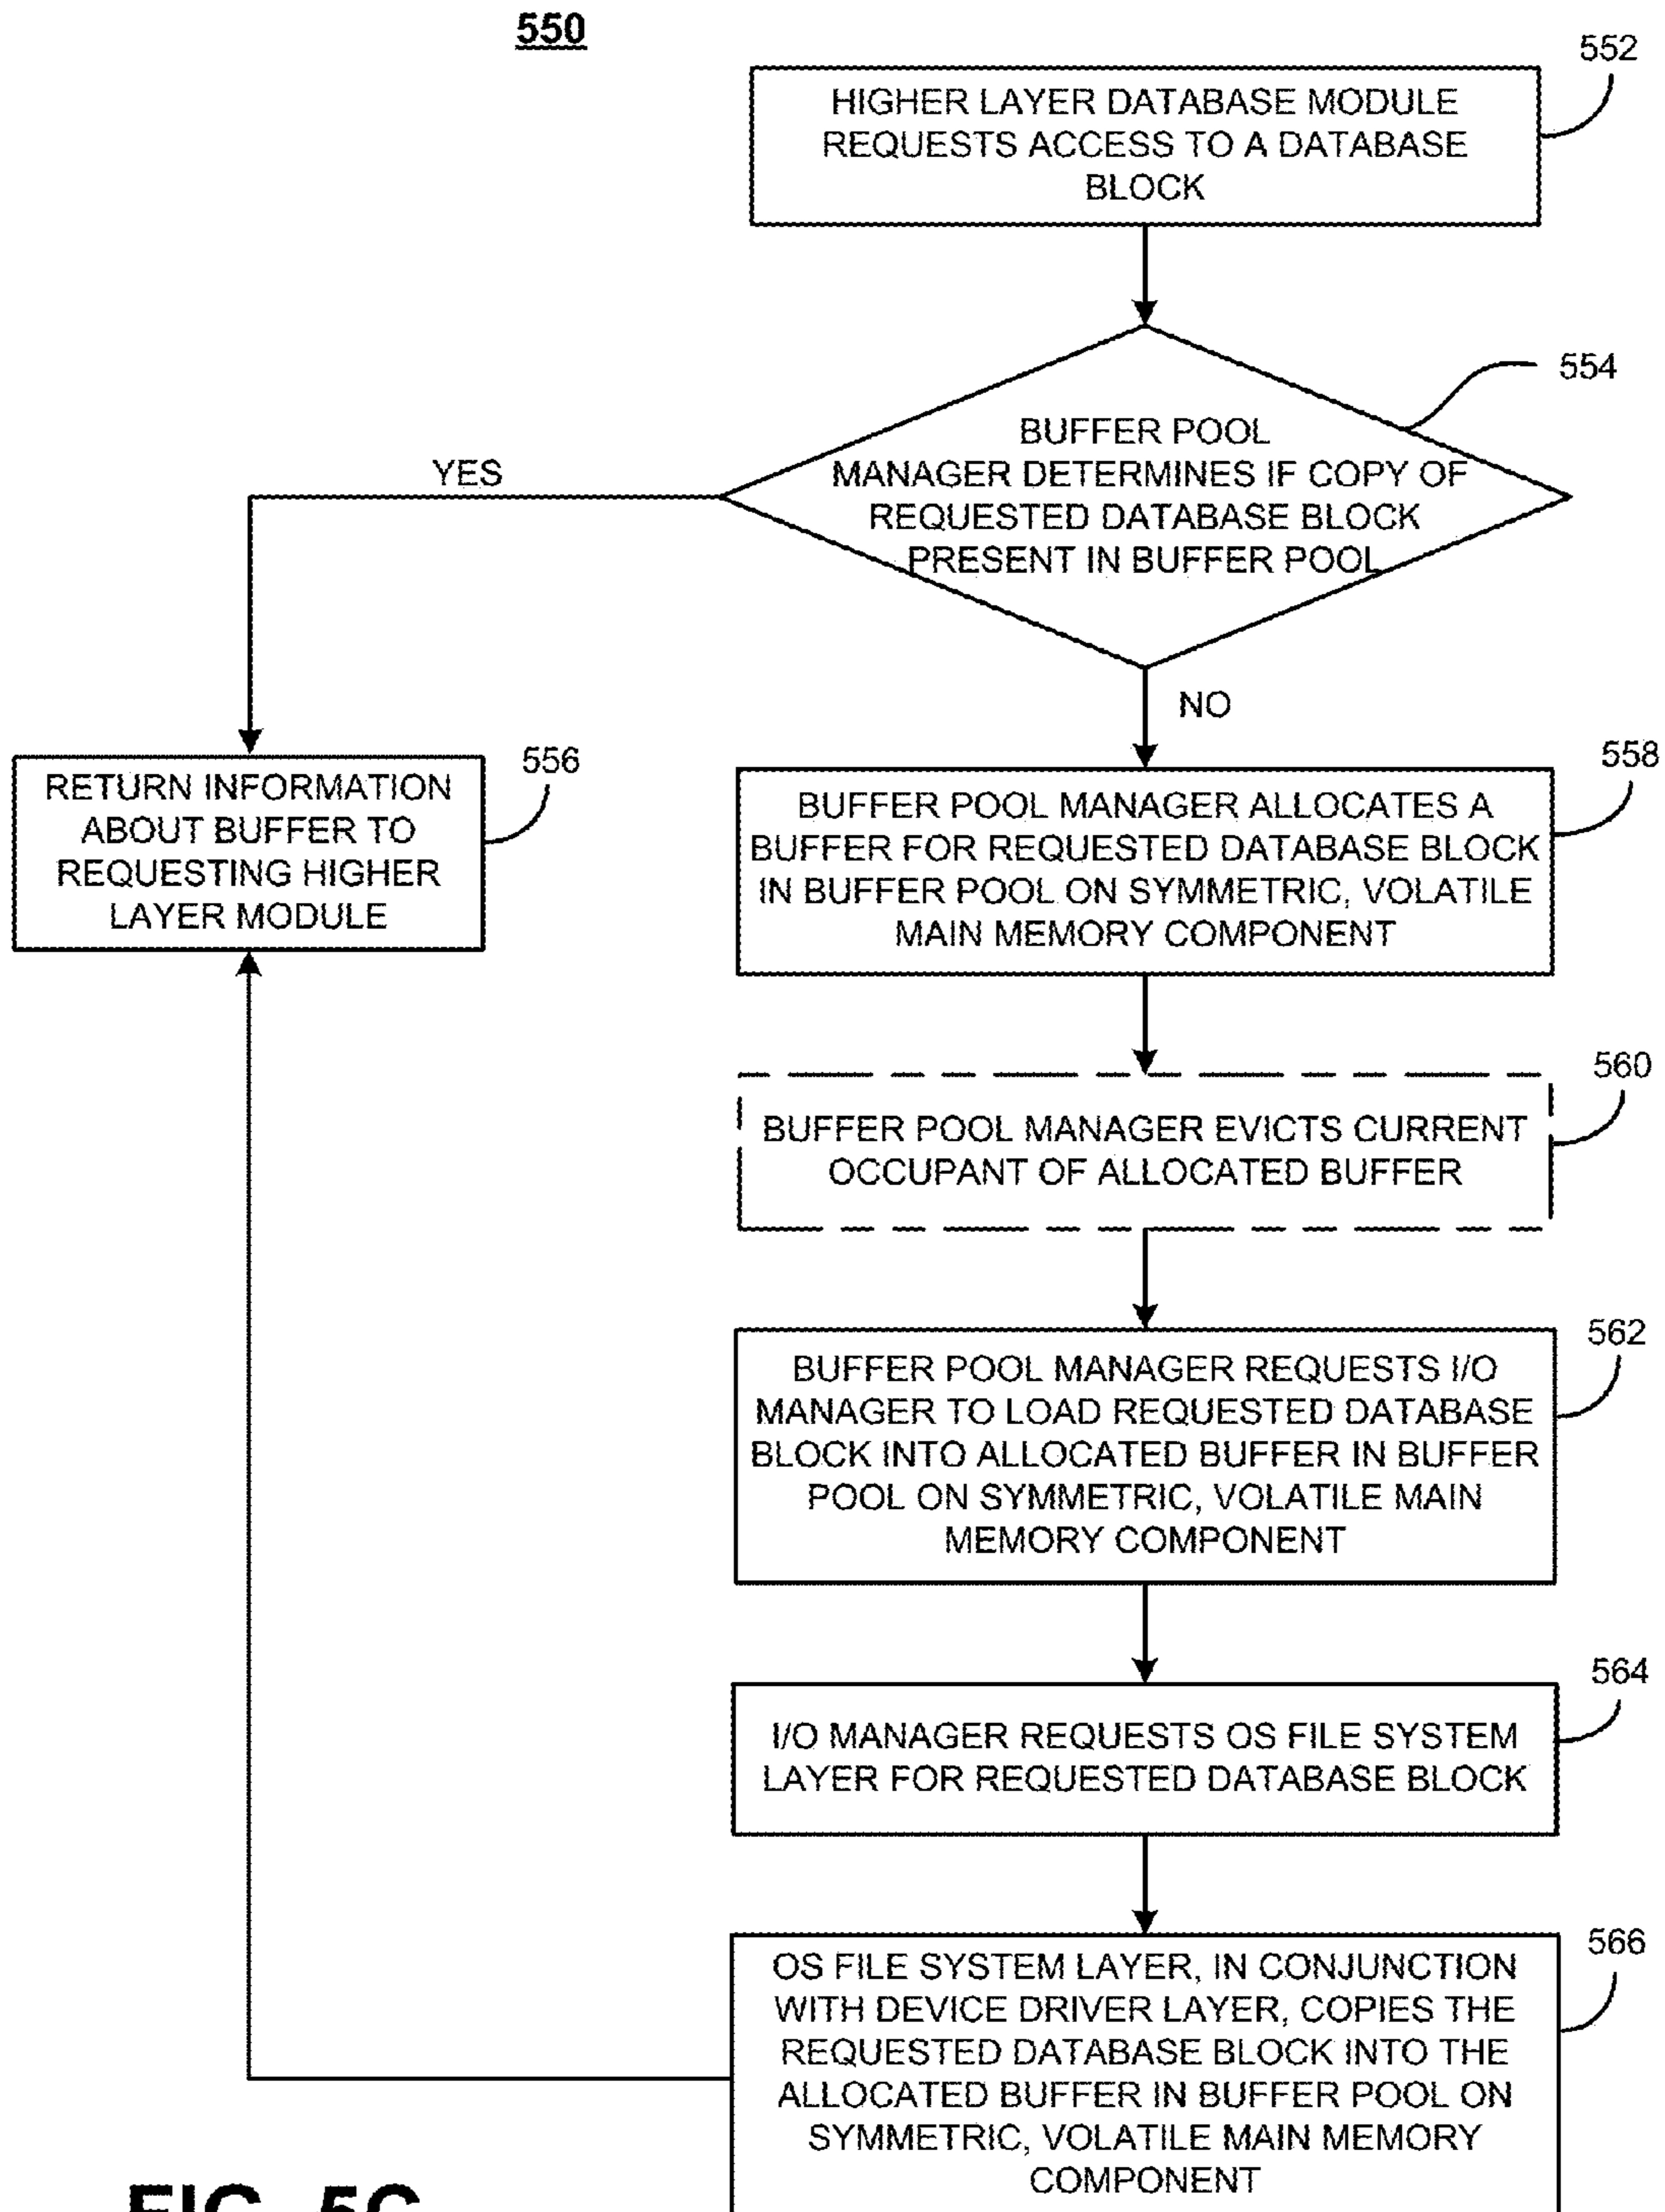 550
552
HIGHER LAYER DATABASE MODULE
REQUESTS ACCESS TO A DATABASE
BLOCK
554
BUFFER POOL
MANAGER DETERMINES IF COPY OF
REQUESTED DATABASE BLOCK
PRESENT IN BUFFER POOL
YES
NO
556
RETURN INFORMATION
ABOUT BUFFER TO
REQUESTING HIGHER
LAYER MODULE
558
BUFFER POOL MANAGER ALLOCATES A
BUFFER FOR REQUESTED DATABASE BLOCK
IN BUFFER POOL ON SYMMETRIC, VOLATILE
MAIN MEMORY COMPONENT
560
BUFFER POOL MANAGER EVICTS CURRENT
OCCUPANT OF ALLOCATED BUFFER
562
BUFFER POOL MANAGER REQUESTS I/O
MANAGER TO LOAD REQUESTED DATABASE
BLOCK INTO ALLOCATED BUFFER IN BUFFER
POOL ON SYMMETRIC, VOLATILE MAIN
MEMORY COMPONENT
564
I/O MANAGER REQUESTS OS FILE SYSTEM
LAYER FOR REQUESTED DATABASE BLOCK
566
OS FILE SYSTEM LAYER, IN CONJUNCTION
WITH DEVICE DRIVER LAYER, COPIES THE
REQUESTED DATABASE BLOCK INTO THE
ALLOCATED BUFFER IN BUFFER POOL ON
SYMMETRIC, VOLATILE MAIN MEMORY
COMPONENT
FIG. 5C